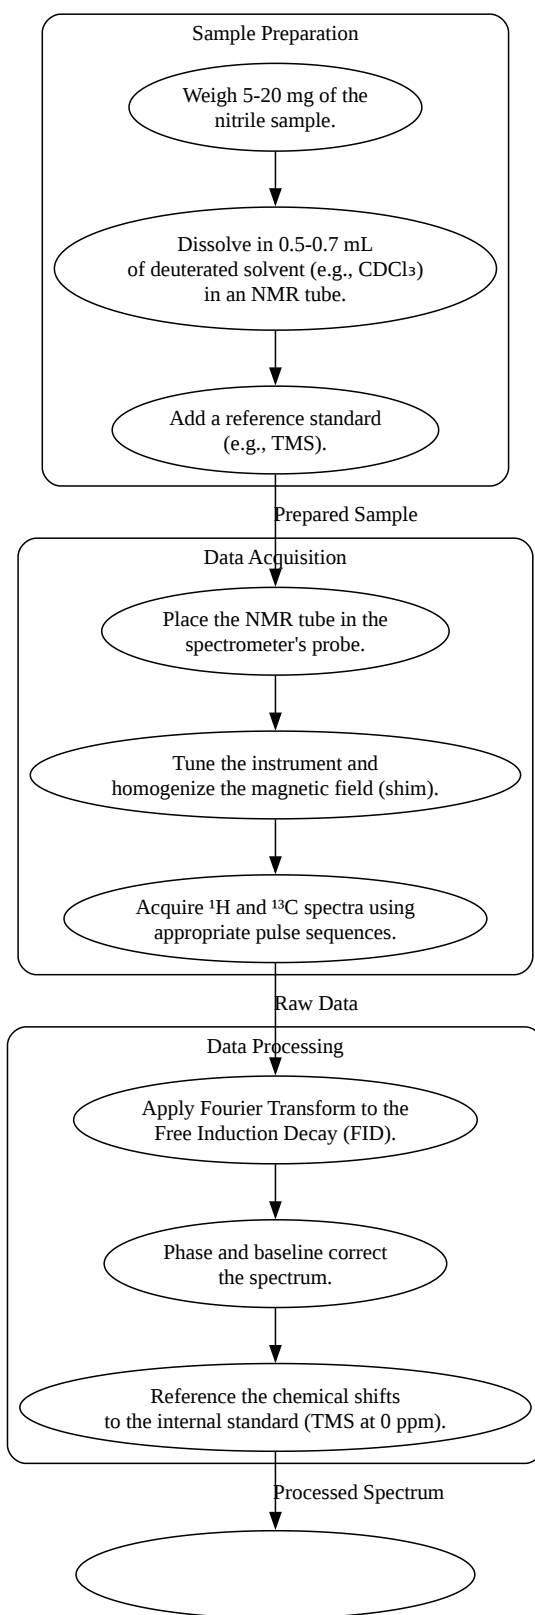 Sample Preparation
Weigh 5-20 mg of the
nitrile sample.
Dissolve in 0.5-0.7 mL
of deuterated solvent (e.g., CDCl₃)
in an NMR tube.
Add a reference standard
(e.g., TMS).
Prepared Sample
Data Acquisition
Place the NMR tube in the
spectrometer's probe.
Tune the instrument and
homogenize the magnetic field (shim).
Acquire ¹H and ¹³C spectra using
appropriate pulse sequences.
Raw Data
Data Processing
Apply Fourier Transform to the
Free Induction Decay (FID).
Phase and baseline correct
the spectrum.
Reference the chemical shifts
to the internal standard (TMS at 0 ppm).
Processed Spectrum